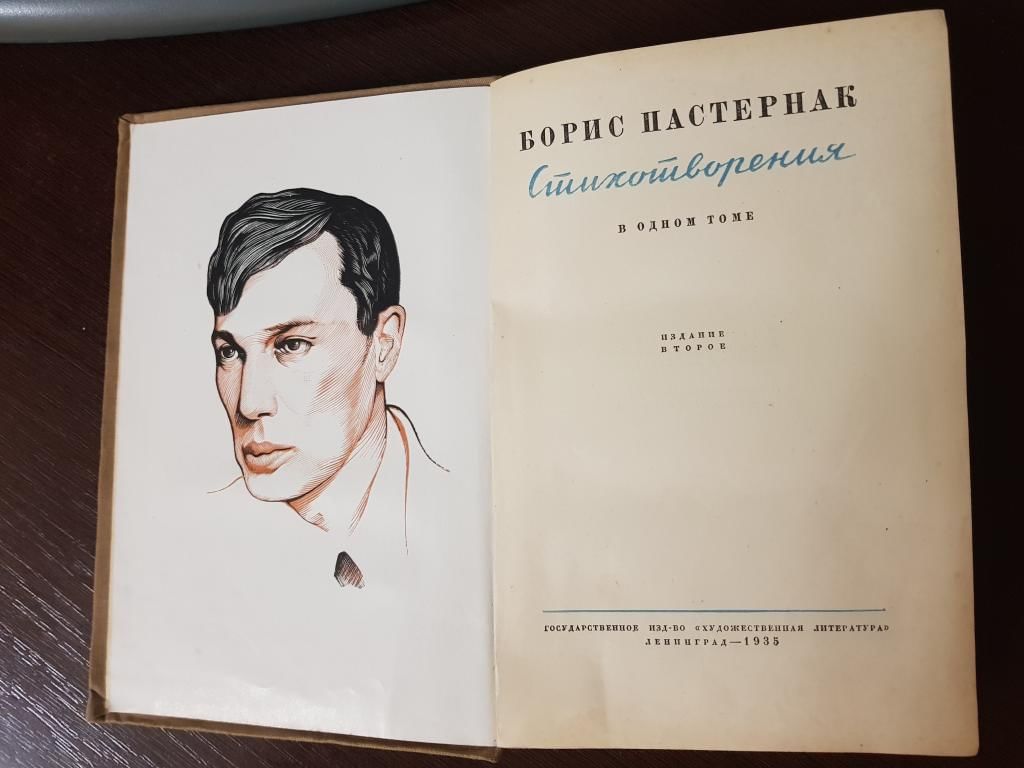 БОРИС ПАСТЕРНАК
Стихотворения
В ОДНОМ ТОМЕ
ИЗДАНИЕ
ВТОРОЕ
ГОСУДАРСТВЕННОЕ ИЗД-ВО «ХУДОЖЕСТВЕННАЯ ЛИТЕРАТУРА»
ЛЕНИНГРАД—1935